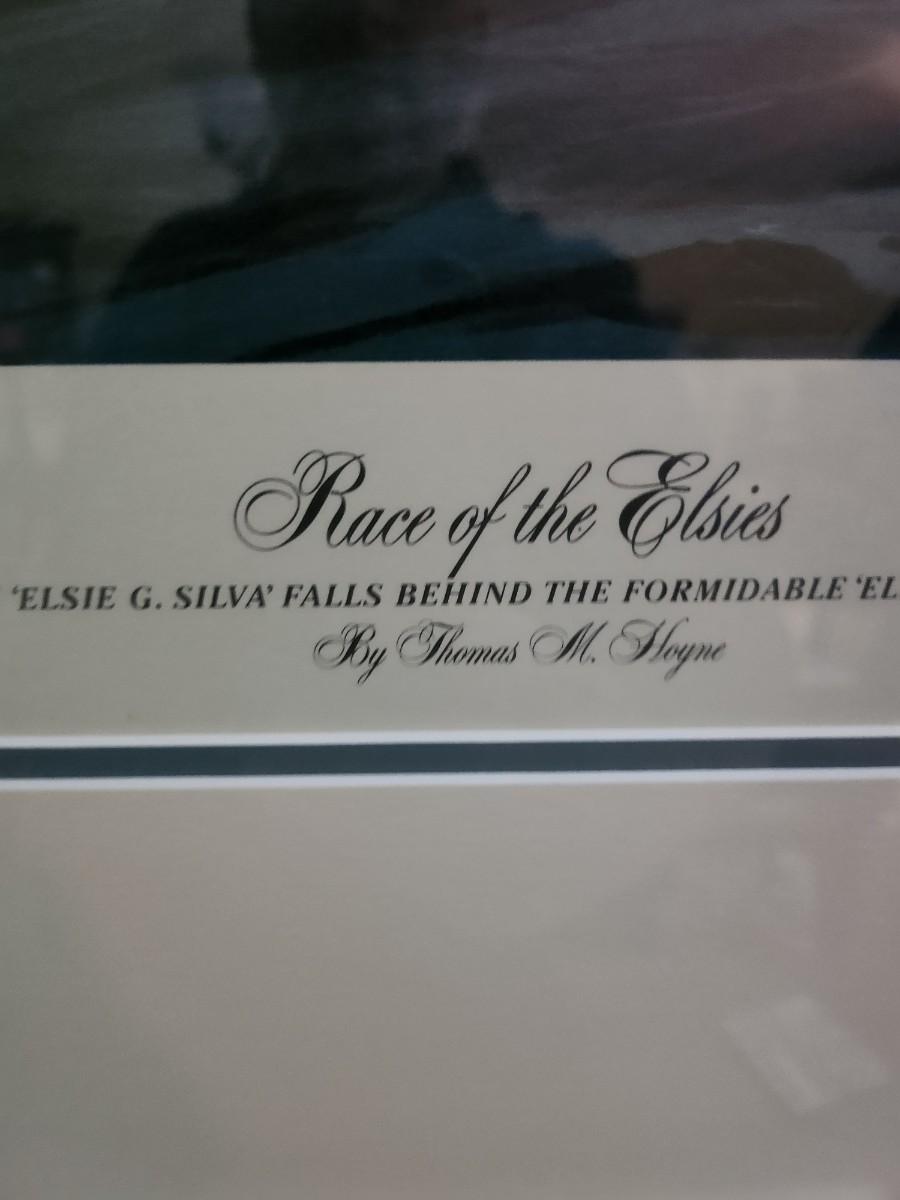 Race of the Elsies
'ELSIE G. SILVA' FALLS BEHIND THE FORMIDABLE 'EL
By Thomas M. Hoyne